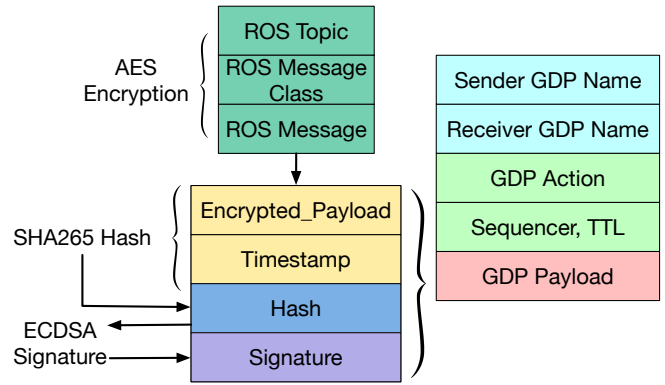 ROS Topic
AES
Encryption
ROS Message
Class
ROS Message
Sender GDP Name
Receiver GDP Name
GDP Action
Sequencer, TTL
GDP Payload
Encrypted_Payload
SHA265 Hash
Timestamp
Hash
ECDSA
Signature
Signature